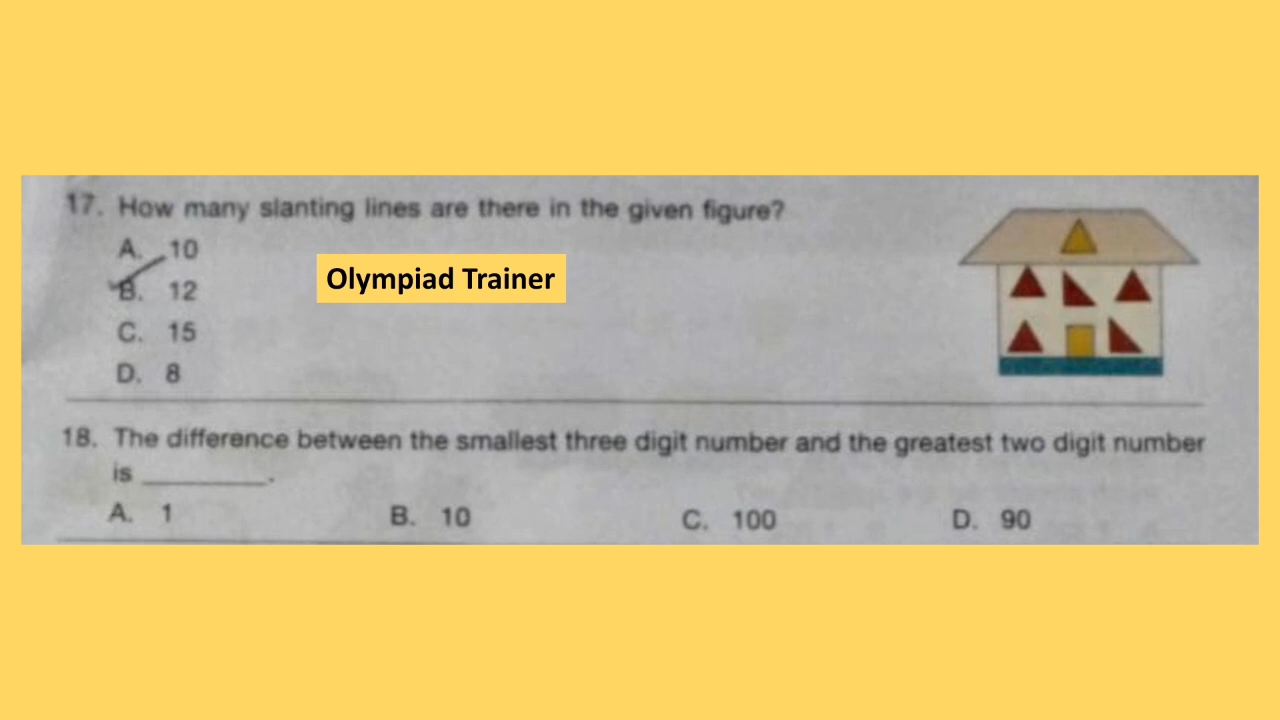 17. How many slanting lines are there in the given figure?
A. 10
B. 12
C. 15
D. 8
Olympiad Trainer
18. The difference between the smallest three digit number and the greatest two digit number
is ________.
A. 1 B. 10 C. 100 D. 90